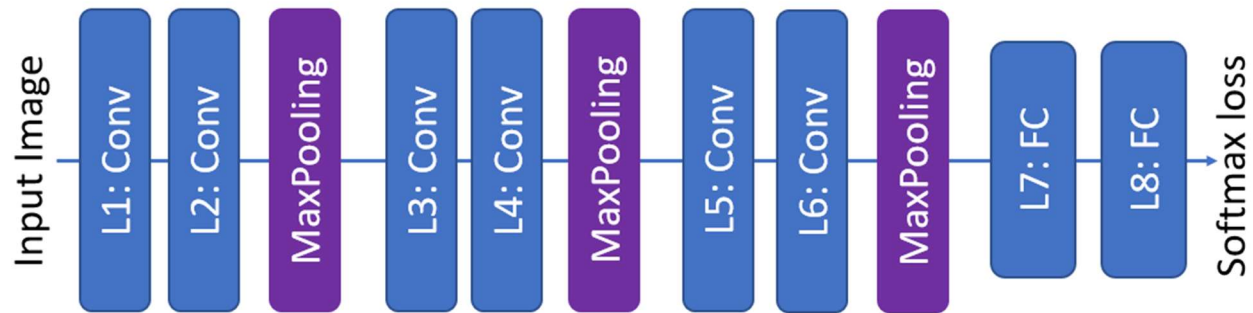 Input Image
L1: Conv
L2: Conv
MaxPooling
L3: Conv
L4: Conv
MaxPooling
L5: Conv
L6: Conv
MaxPooling
L7: FC
L8: FC
Softmax loss